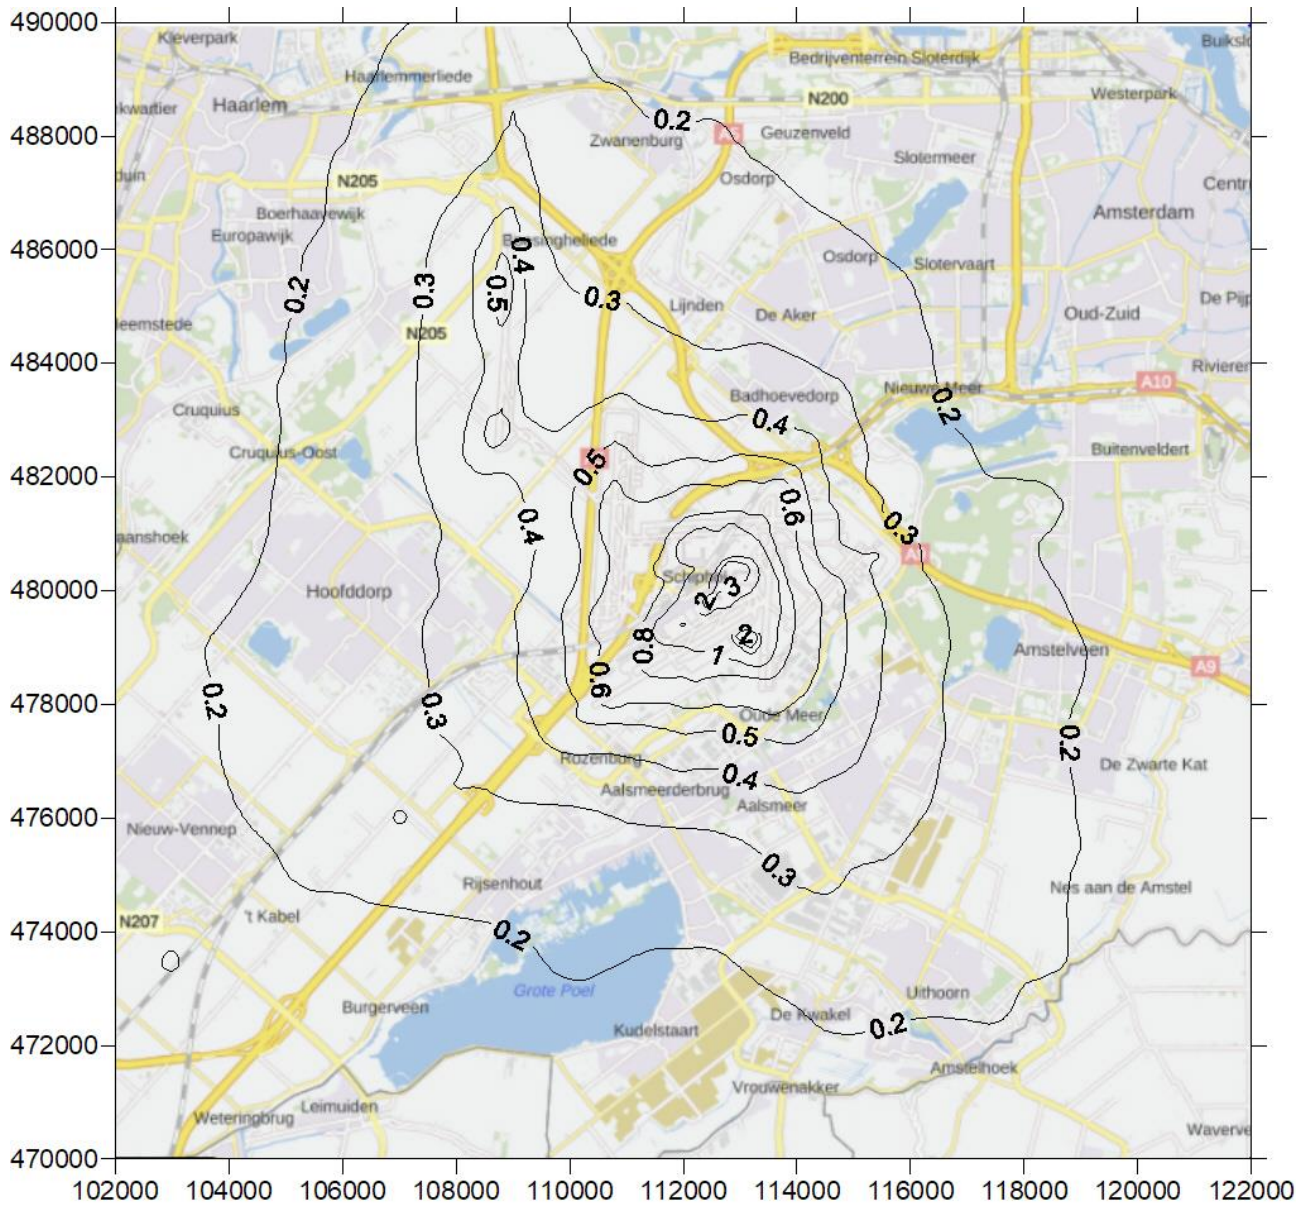 490000
488000
486000
484000
482000
480000
478000
476000
474000
472000
470000
102000 104000 106000 108000 110000 112000 114000 116000 118000 120000 122000
Kleverpark
Haarlemmerliede
Bedrijventerrein Sloterdijk
Westerpark
N200
Haarlem
0.2
A5
Zwanenburg
Geuzenveld
Slotermeer
N205
Osdorp
Boerhaavewijk
Amsterdam
Europawijk
0.4
Osdorp
Slotervaart
0.2
0.3
0.5
0.3
Lijnden
De Aker
Oud-Zuid
N205
A10
Badhoevedorp
Nieuwe Meer
Cruquius
0.2
0.4
Cruquius-Oost
Buitenveldert
0.5
0.6
0.4
0.3
Schiphol
3
2
Hoofddorp
2
0.8
1
Amstelveen
A9
0.6
0.2
0.3
Oude Meer
0.5
0.2
Rozenburg
0.4
De Zwarte Kat
Aalsmeerderbrug
Aalsmeer
Nieuw-Vennep
0.3
Rijsenhout
Nes aan de Amstel
't Kabel
N207
0.2
Grote Poel
Uithoorn
Burgerveen
De Kwakel
0.2
Kudelstaart
Amstelhoek
Vrouwenakker
Leimuiden
Weteringbrug